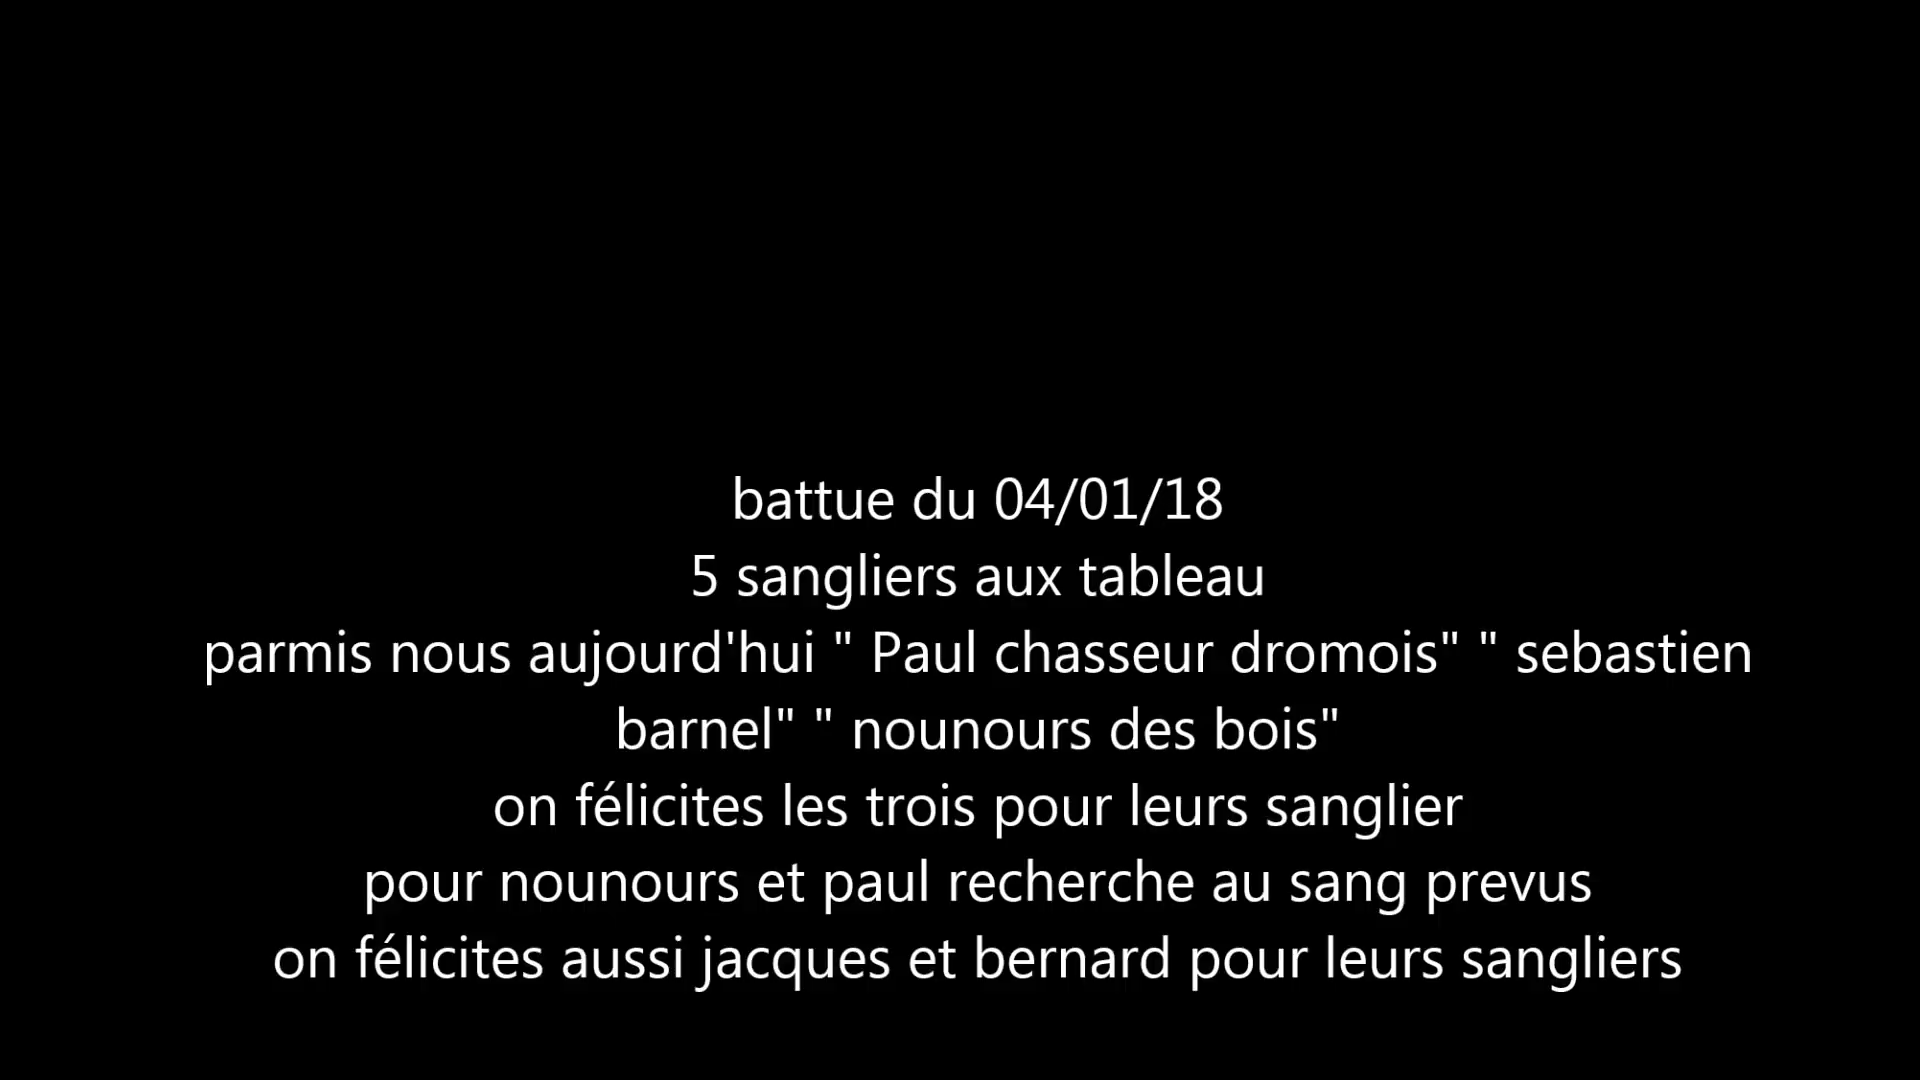 battue du 04/01/18
5 sangliers aux tableau
parmis nous aujourd'hui " Paul chasseur dromois" " sebastien
barnel" " nounours des bois"
on félicites les trois pour leurs sanglier
pour nounours et paul recherche au sang prevus
on félicites aussi jacques et bernard pour leurs sangliers